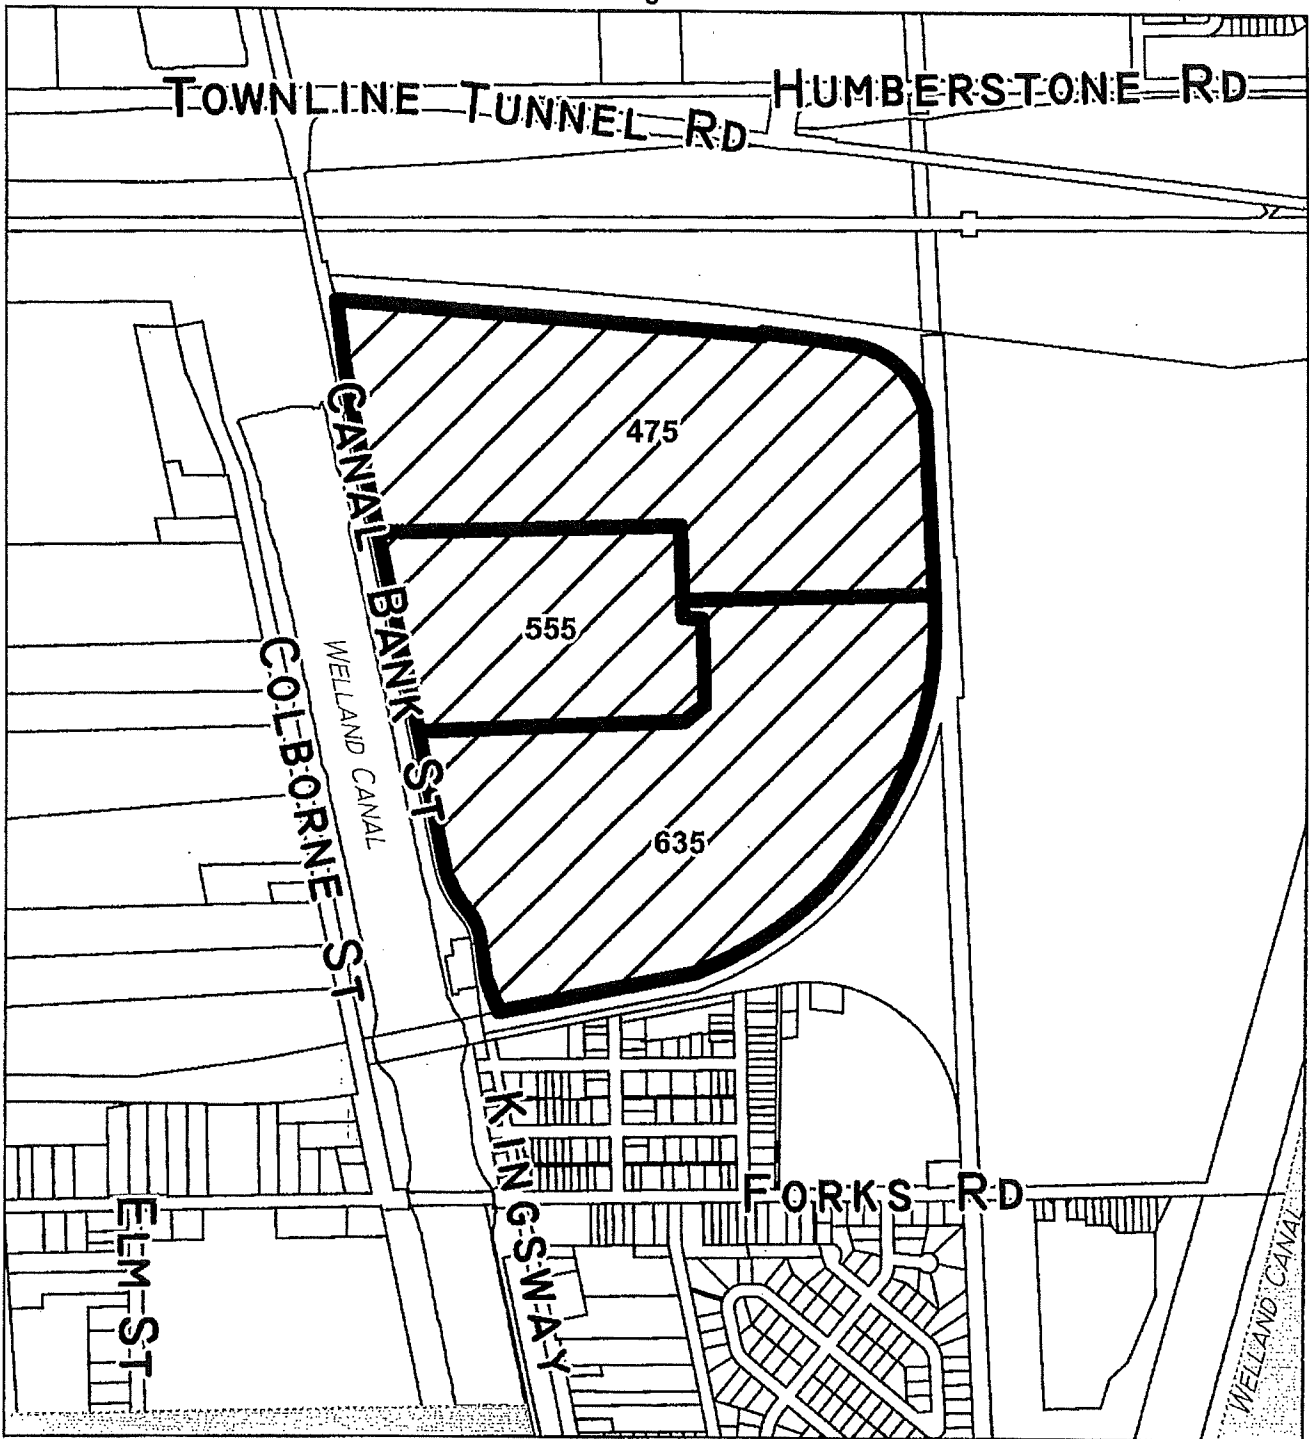 TOWNLINE TUNNEL RD
HUMBERSTONE RD
475
CANAL BANK ST
555
WELLAND CANAL
COLBORNE ST
635
KINGSWAY
FORKS RD
ELM ST
WELLAND CANAL